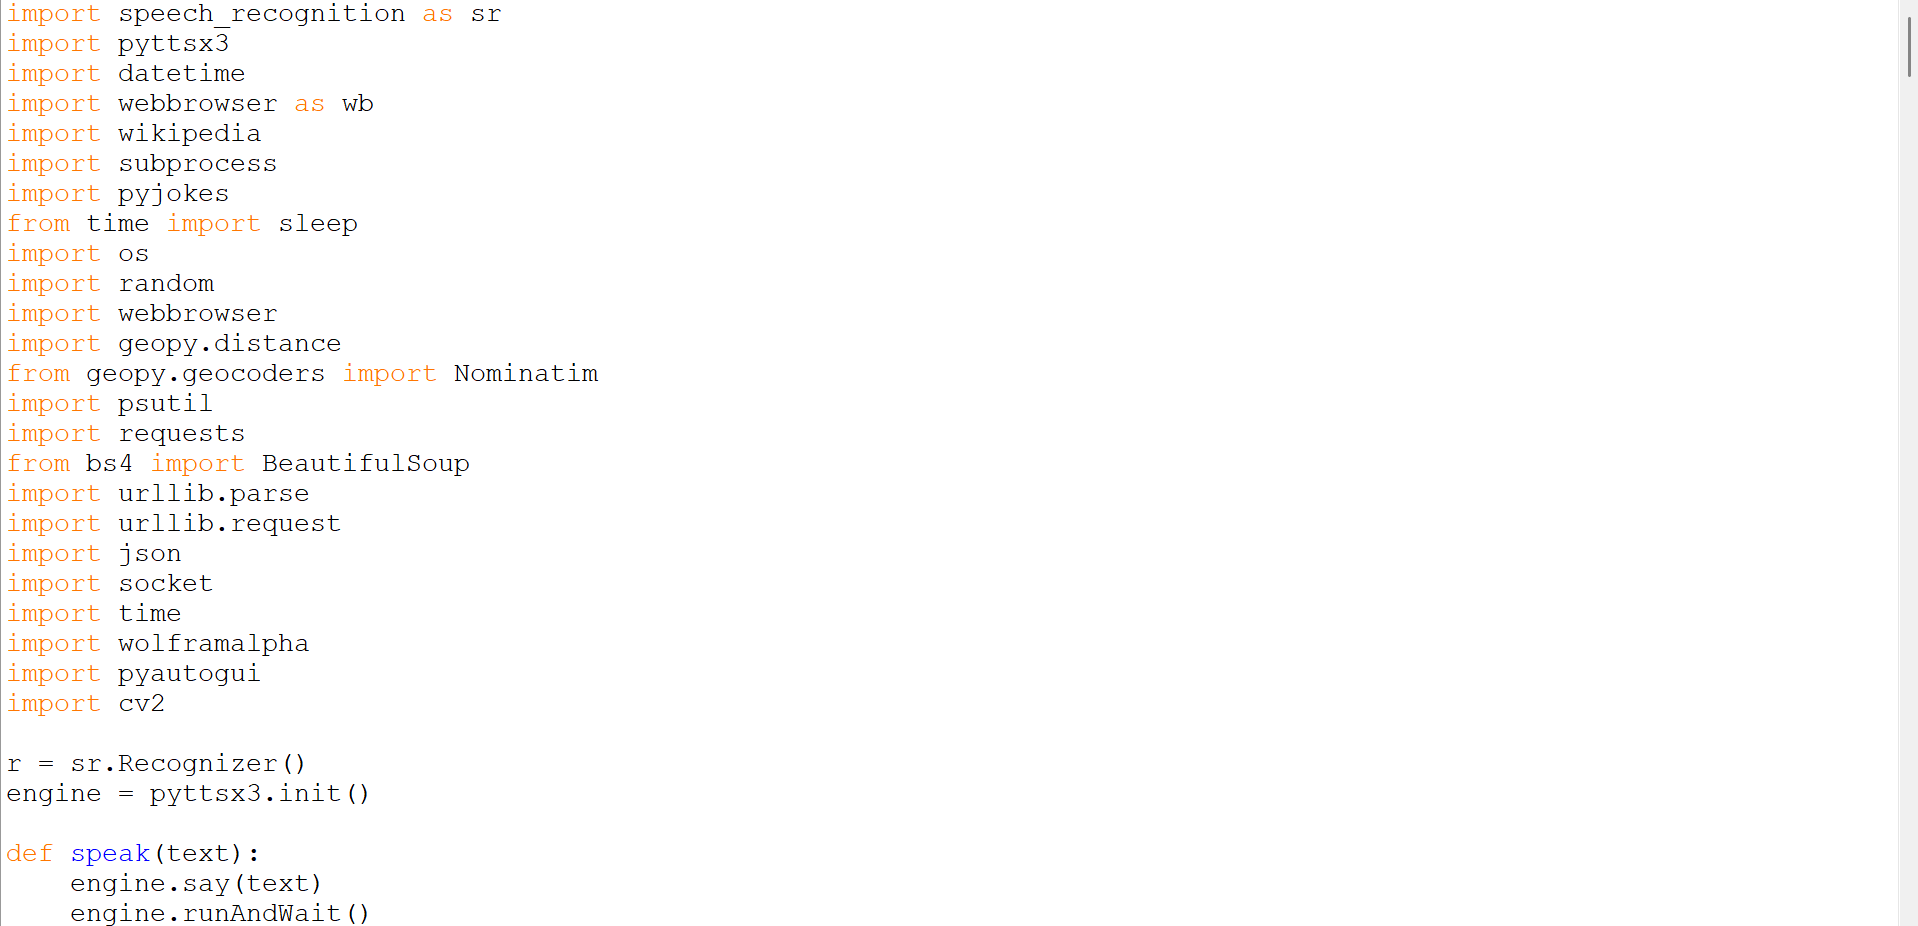 import speech_recognition as sr
import pyttsx3
import datetime
import webbrowser as wb
import wikipedia
import subprocess
import pyjokes
from time import sleep
import os
import random
import webbrowser
import geopy.distance
from geopy.geocoders import Nominatim
import psutil
import requests
from bs4 import BeautifulSoup
import urllib.parse
import urllib.request
import json
import socket
import time
import wolframalpha
import pyautogui
import cv2

r = sr.Recognizer()
engine = pyttsx3.init()

def speak(text):
    engine.say(text)
    engine.runAndWait()